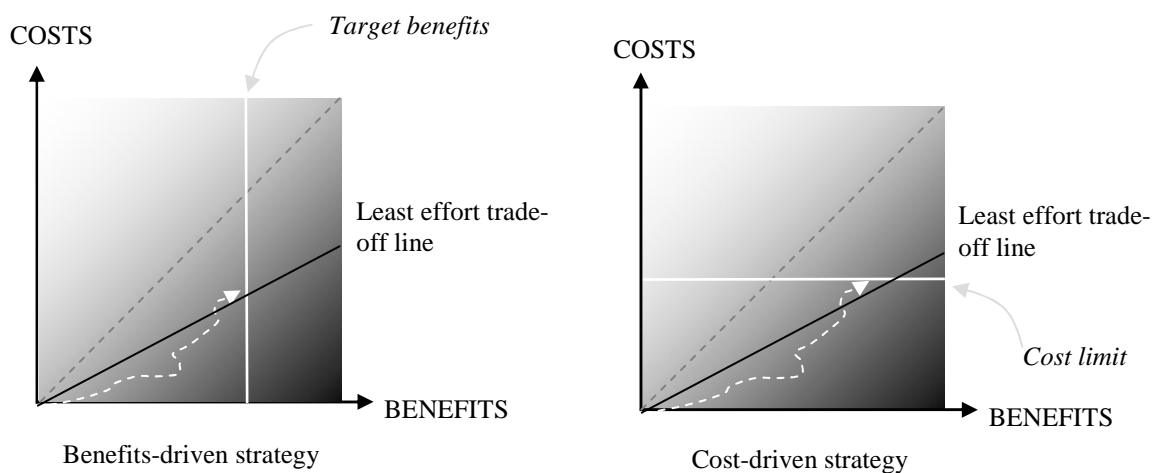 Target benefits
COSTS
Least effort trade-
off line
BENEFITS
Benefits-driven strategy
COSTS
Least effort trade-
off line
Cost limit
BENEFITS
Cost-driven strategy